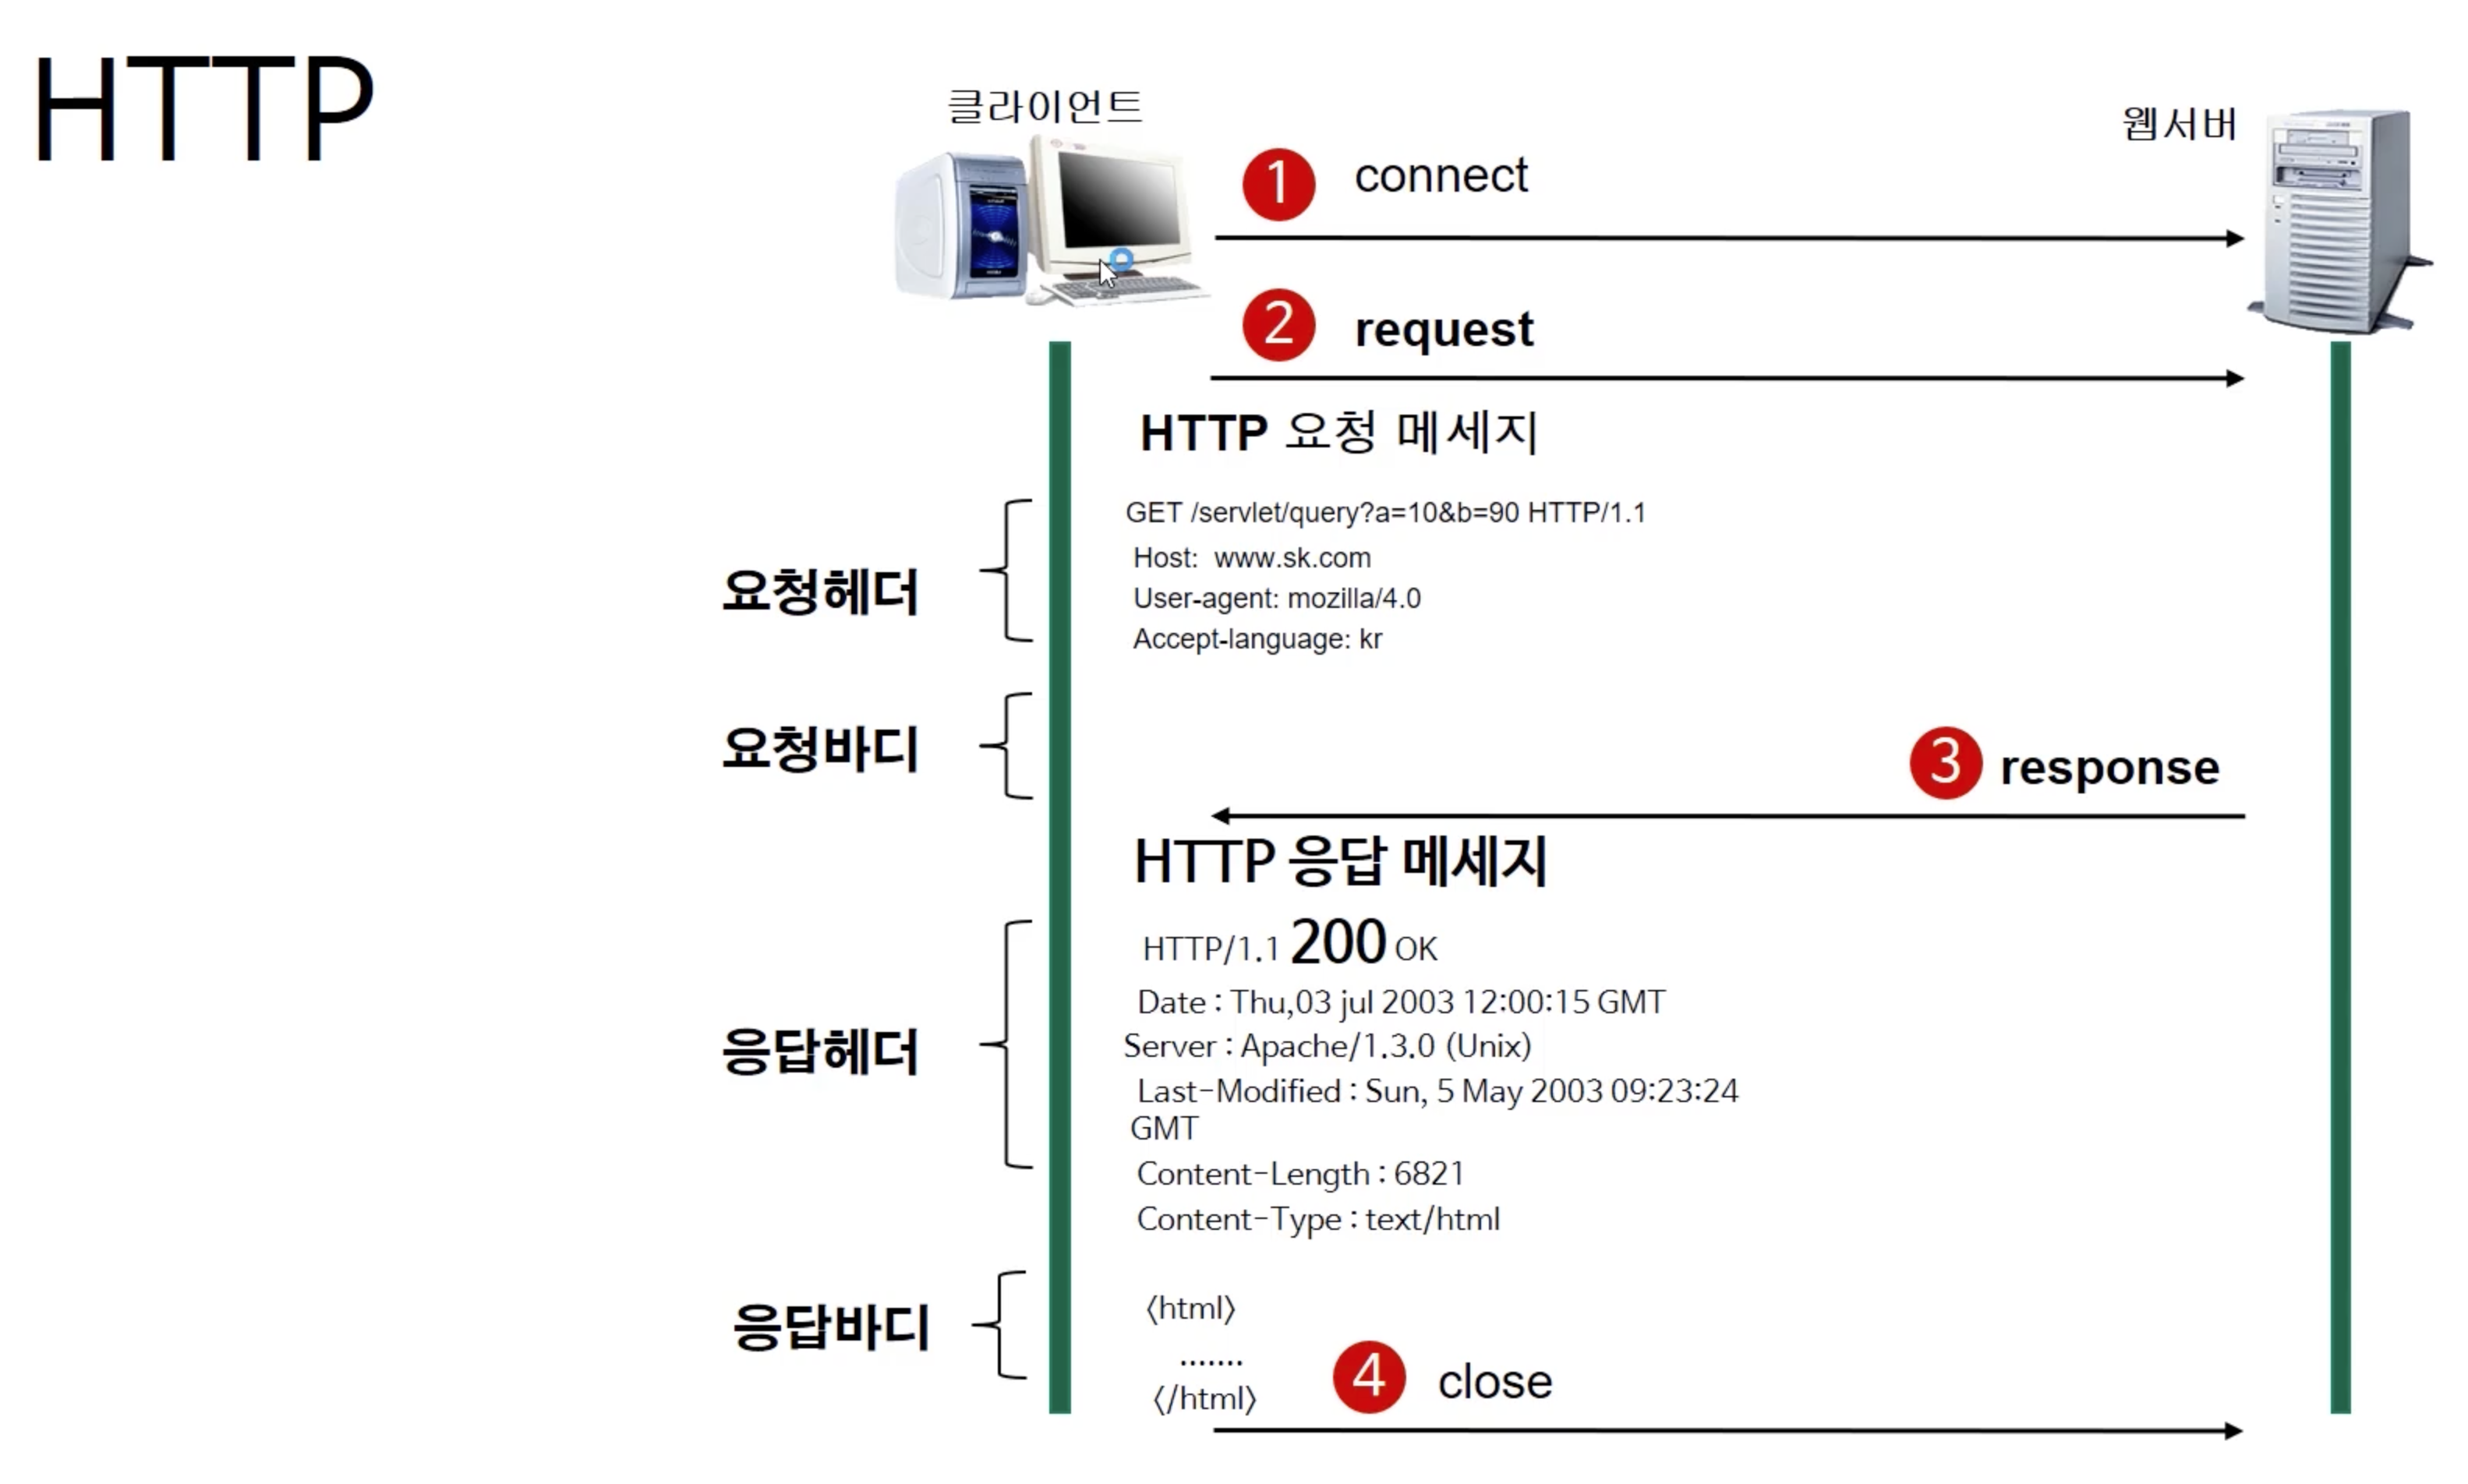 HTTP
클라이언트
웹서버
1 connect
2 request
HTTP 요청 메세지
요청헤더
GET /servlet/query?a=10&b=90 HTTP/1.1
Host: www.sk.com
User-agent: mozilla/4.0
Accept-language: kr
요청바디
3 response
HTTP 응답 메세지
응답헤더
HTTP/1.1 200 OK
Date : Thu,03 jul 2003 12:00:15 GMT
Server : Apache/1.3.0 (Unix)
Last-Modified : Sun, 5 May 2003 09:23:24
GMT
Content-Length : 6821
Content-Type : text/html
응답바디
<html>
.......
</html>
4 close